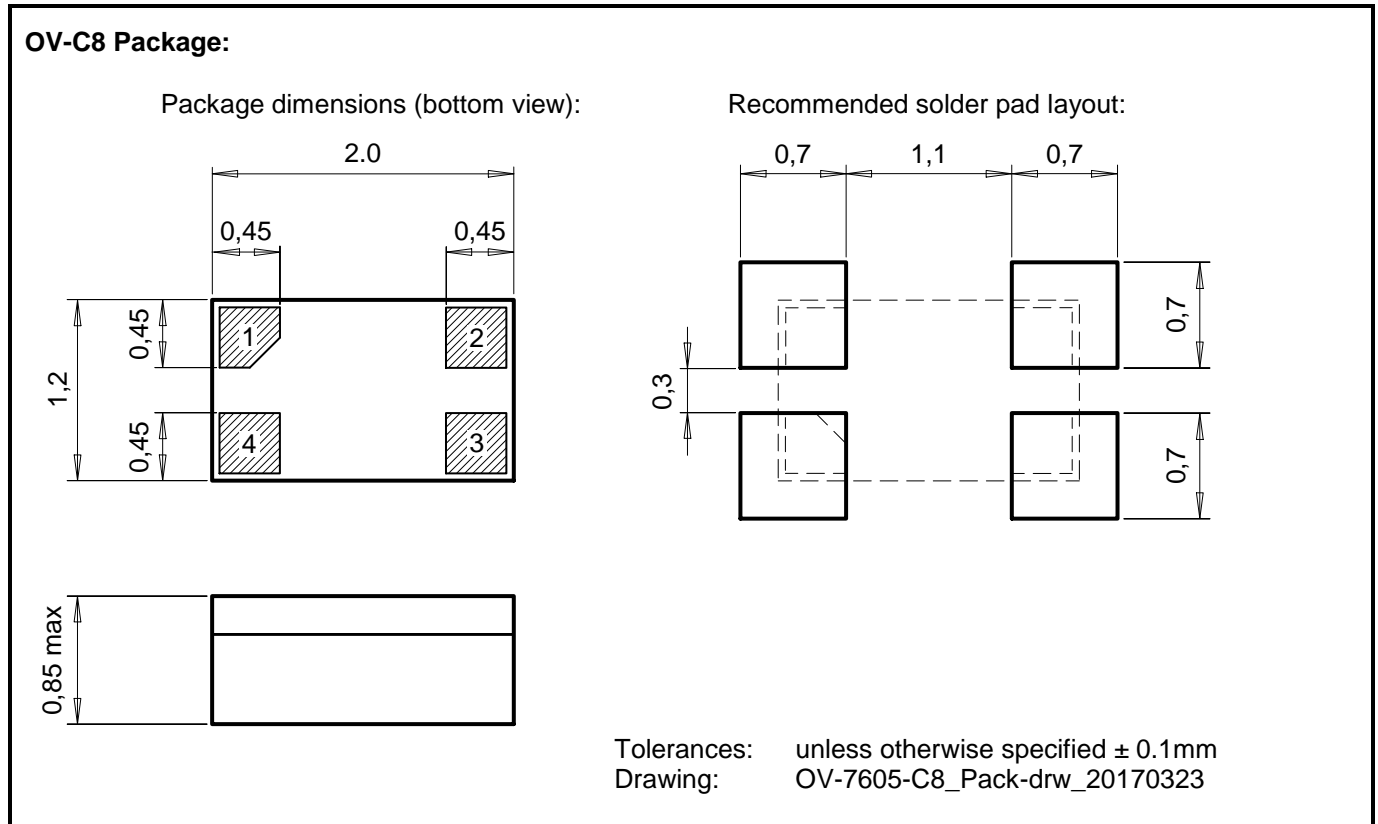 OV-C8 Package:
Package dimensions (bottom view):
Recommended solder pad layout:
2.0
0,45
0,45
1,2
0,45
0,45
1
2
4
3
0,7
1,1
0,7
0,3
0,7
0,7
0,85 max
Tolerances: unless otherwise specified ± 0.1mm
Drawing: OV-7605-C8_Pack-drw_20170323